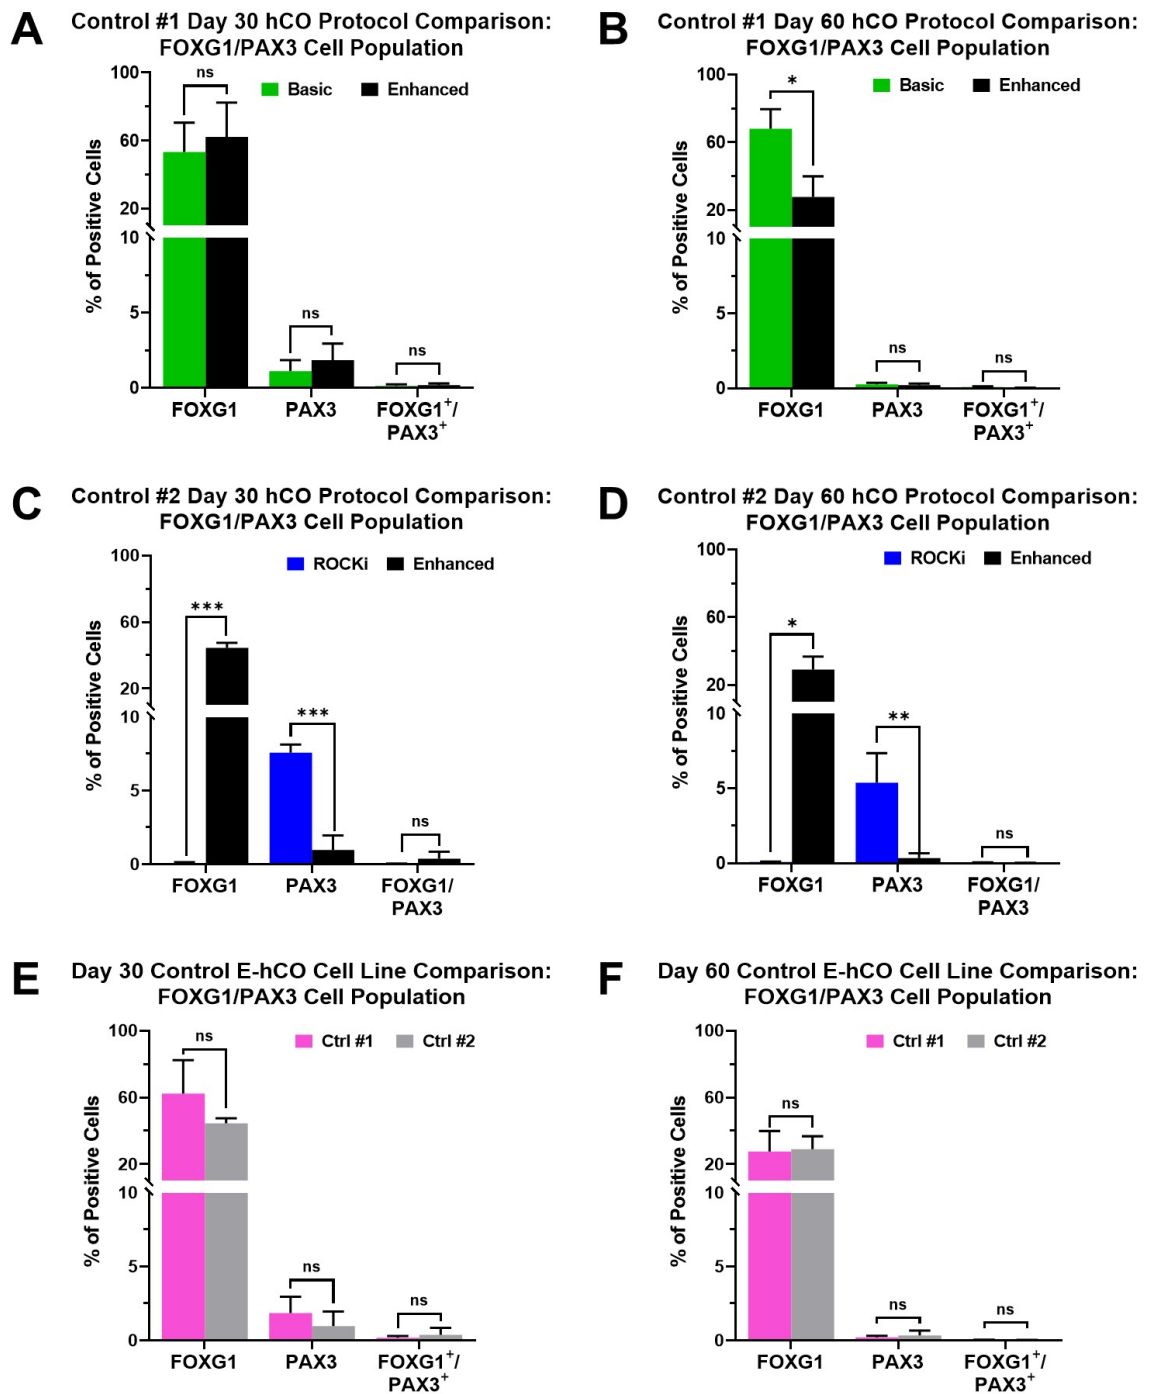 A
Control #1 Day 30 hCO Protocol Comparison:
FOXG1/PAX3 Cell Population
Basic
Enhanced
% of Positive Cells
100
60
20
10
5
0
ns
ns
ns
FOXG1
PAX3
FOXG1+/
PAX3+
B
Control #1 Day 60 hCO Protocol Comparison:
FOXG1/PAX3 Cell Population
Basic
Enhanced
% of Positive Cells
100
60
20
10
5
0
*
ns
ns
FOXG1
PAX3
FOXG1+/
PAX3+
C
Control #2 Day 30 hCO Protocol Comparison:
FOXG1/PAX3 Cell Population
ROCKi
Enhanced
% of Positive Cells
100
60
20
10
5
0
***
***
ns
FOXG1
PAX3
FOXG1/
PAX3
D
Control #2 Day 60 hCO Protocol Comparison:
FOXG1/PAX3 Cell Population
ROCKi
Enhanced
% of Positive Cells
100
60
20
10
5
0
*
**
ns
FOXG1
PAX3
FOXG1/
PAX3
E
Day 30 Control E-hCO Cell Line Comparison:
FOXG1/PAX3 Cell Population
Ctrl #1
Ctrl #2
% of Positive Cells
100
60
20
10
5
0
ns
ns
ns
FOXG1
PAX3
FOXG1+/
PAX3+
F
Day 60 Control E-hCO Cell Line Comparison:
FOXG1/PAX3 Cell Population
Ctrl #1
Ctrl #2
% of Positive Cells
100
60
20
10
5
0
ns
ns
ns
FOXG1
PAX3
FOXG1+/
PAX3+